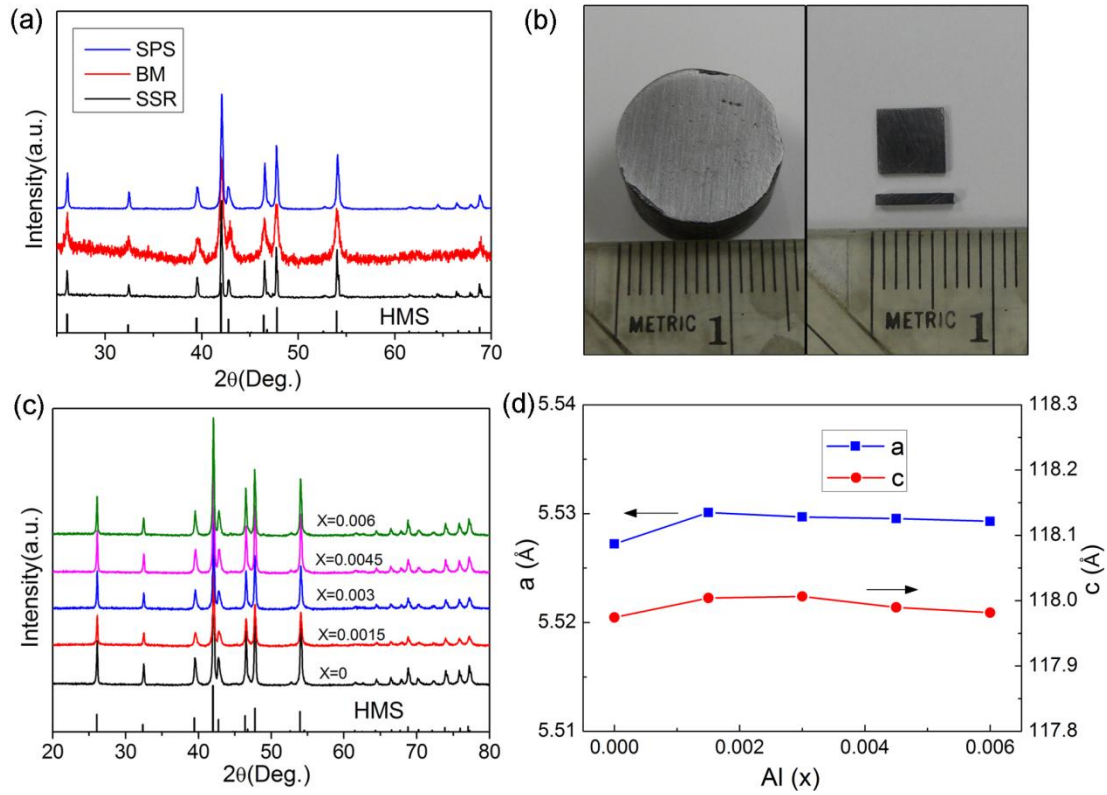 (a)
SPS
BM
SSR
HMS
Intensity(a.u.)
30 40 50 60 70
2θ(Deg.)
(b)
METRIC 1
METRIC 1
(c)
X=0.006
X=0.0045
X=0.003
X=0.0015
X=0
HMS
Intensity(a.u.)
20 30 40 50 60 70 80
2θ(Deg.)
(d)
5.54
5.53
5.52
5.51
a (Å)
a
c
118.3
118.2
118.1
118.0
117.9
117.8
c (Å)
0.000 0.002 0.004 0.006
Al (x)